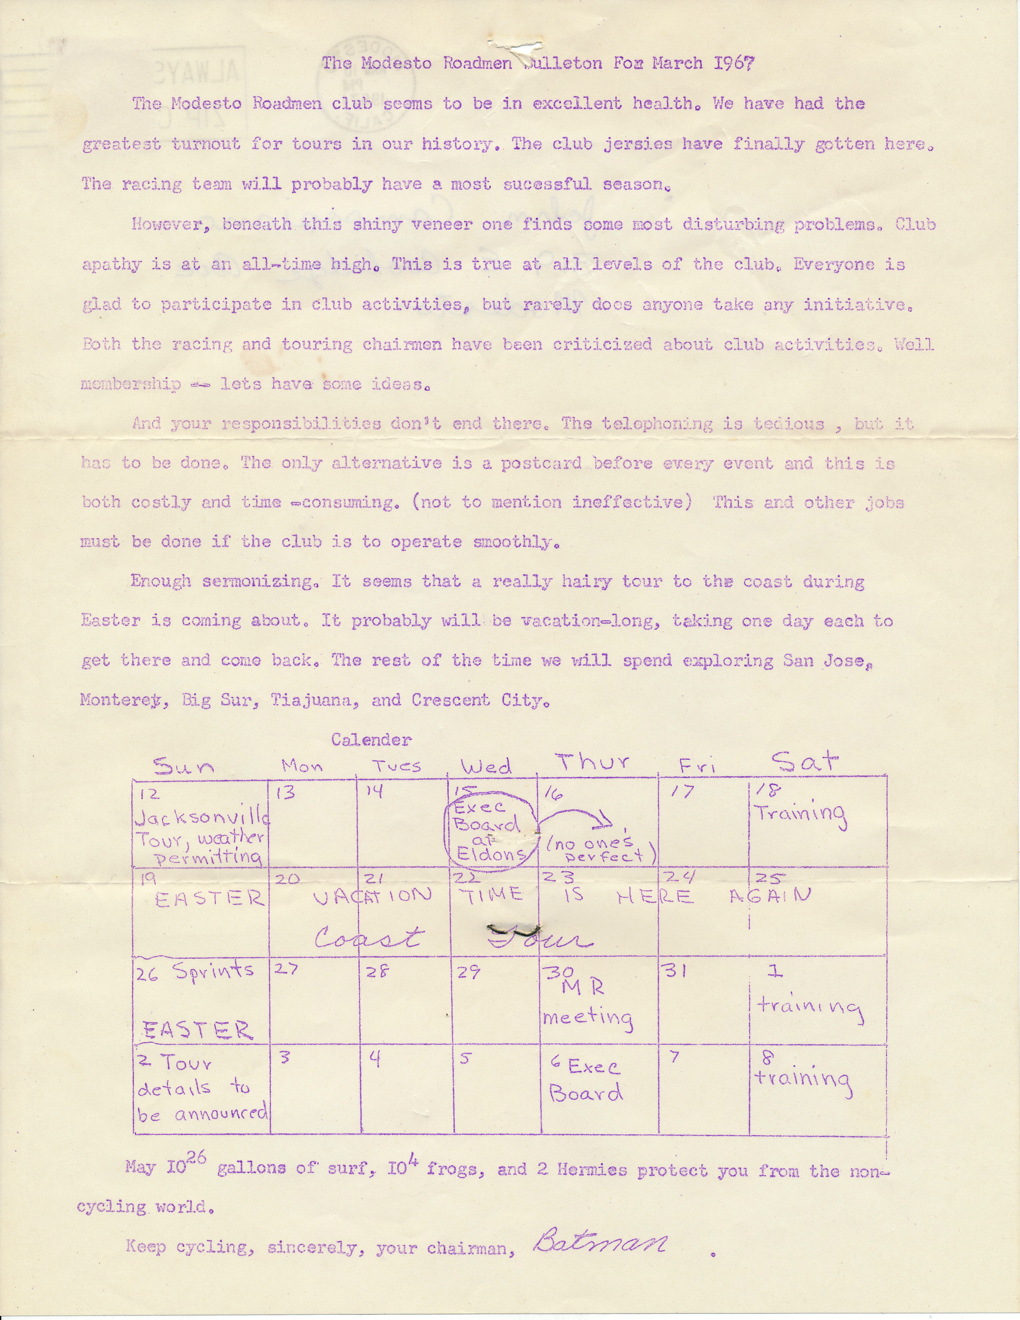 The Modesto Roadmen Bulleton For March 1967
The Modesto Roadmen club seems to be in excellent health. We have had the
greatest turnout for tours in our history. The club jersies have finally gotten here.
The racing team will probably have a most sucessful season.
However, beneath this shiny veneer one finds some most disturbing problems. Club
apathy is at an all-time high. This is true at all levels of the club. Everyone is
glad to participate in club activities, but rarely does anyone take any initiative.
Both the racing and touring chairmen have been criticized about club activities. Well
membership -- lets have some ideas.
And your responsibilities don't end there. The telephoning is tedious , but it
has to be done. The only alternative is a postcard before every event and this is
both costly and time -consuming. (not to mention ineffective) This and other jobs
must be done if the club is to operate smoothly.
Enough sermonizing. It seems that a really hairy tour to the coast during
Easter is coming about. It probably will be vacation-long, taking one day each to
get there and come back. The rest of the time we will spend exploring San Jose,
Monterey, Big Sur, Tiajuana, and Crescent City.
Calender
Sun Mon Tues Wed Thur Fri Sat
12 13 14 15 16 17 18
Jacksonville
Tour, weather
permitting
Exec
Board
at
Eldons
(no one's
perfect)
Training
19 20 21 22 23 24 25
EASTER VACATION TIME IS HERE AGAIN
Coast Tour
26 Sprints 27 28 29 30 31 1
EASTER
MR
meeting
training
2 Tour 3 4 5 6 Exec 7 8
details to
be announced
Board
training
May 10^26 gallons of surf, 10^4 frogs, and 2 Hermies protect you from the non-
cycling world.
Keep cycling, sincerely, your chairman, Batman .